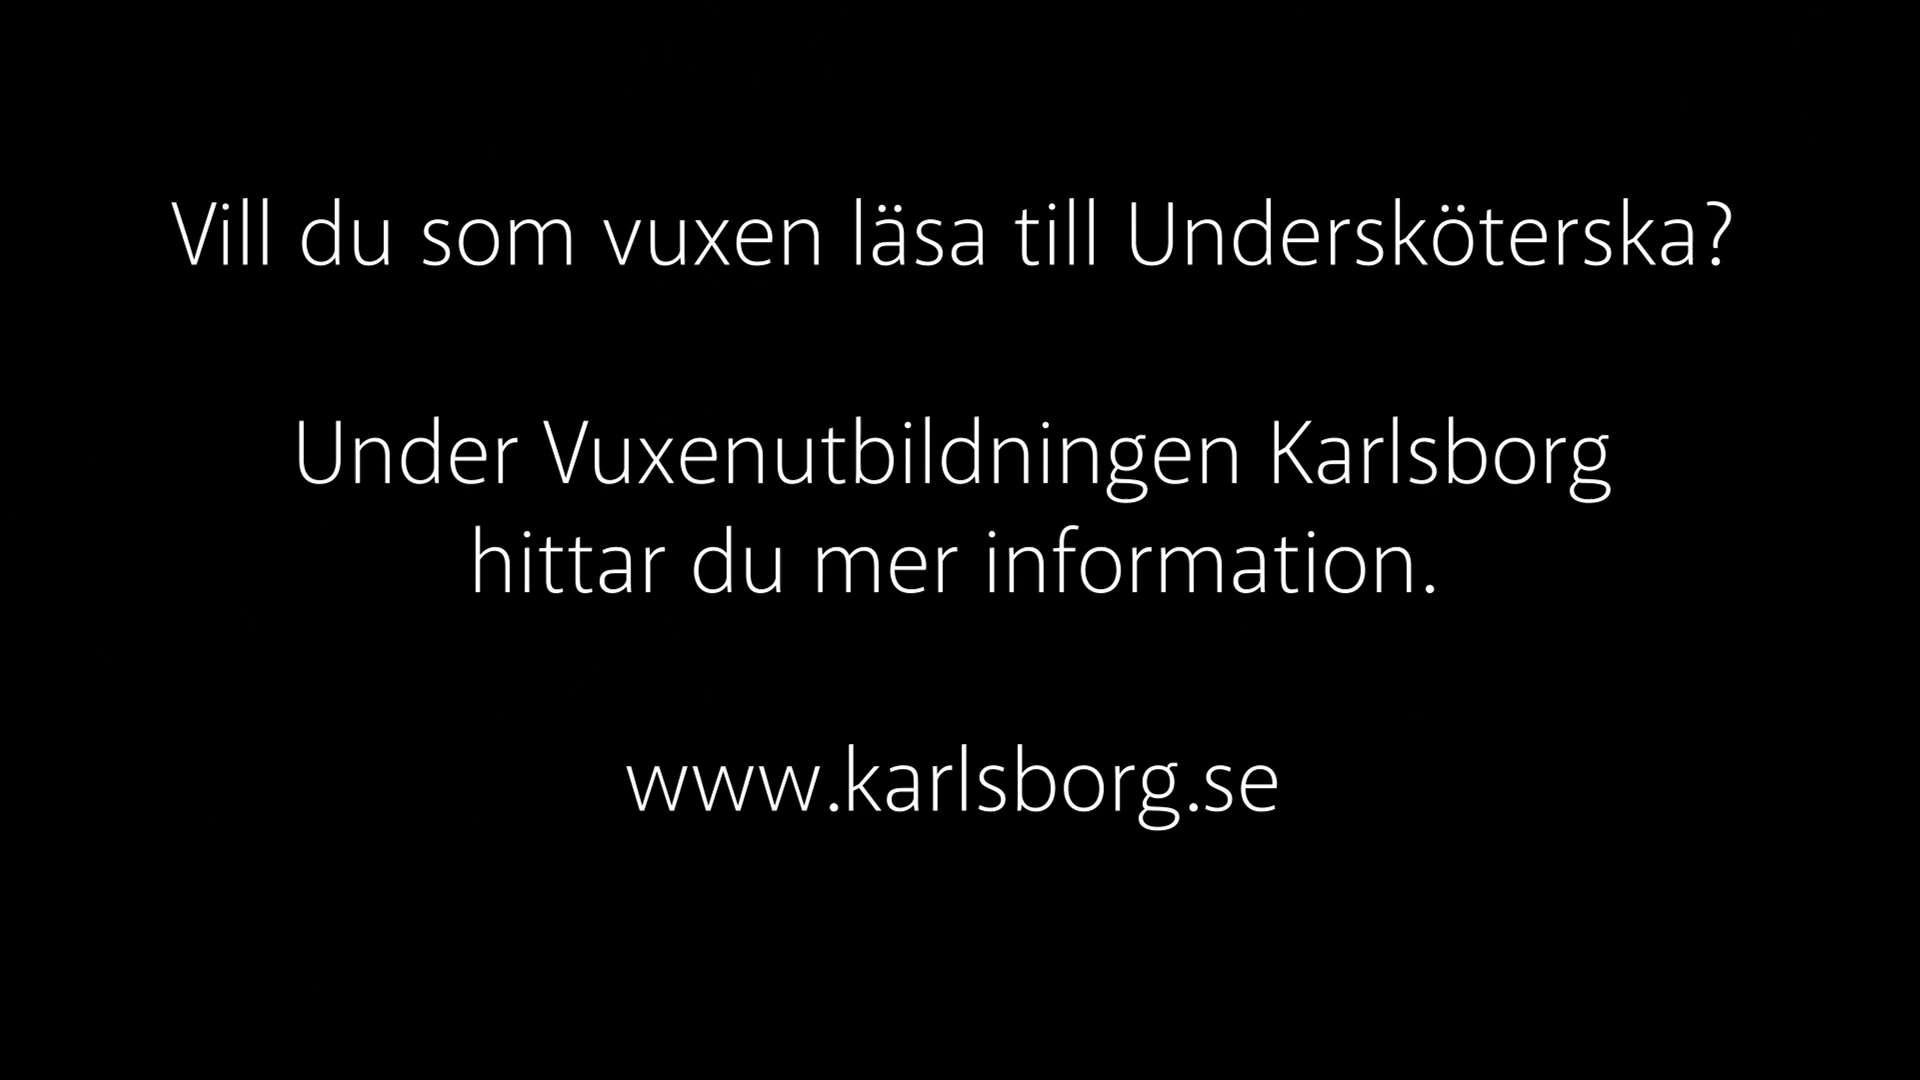 Vill du som vuxen läsa till Undersköterska?
Under Vuxenutbildningen Karlsborg
hittar du mer information.
www.karlsborg.se